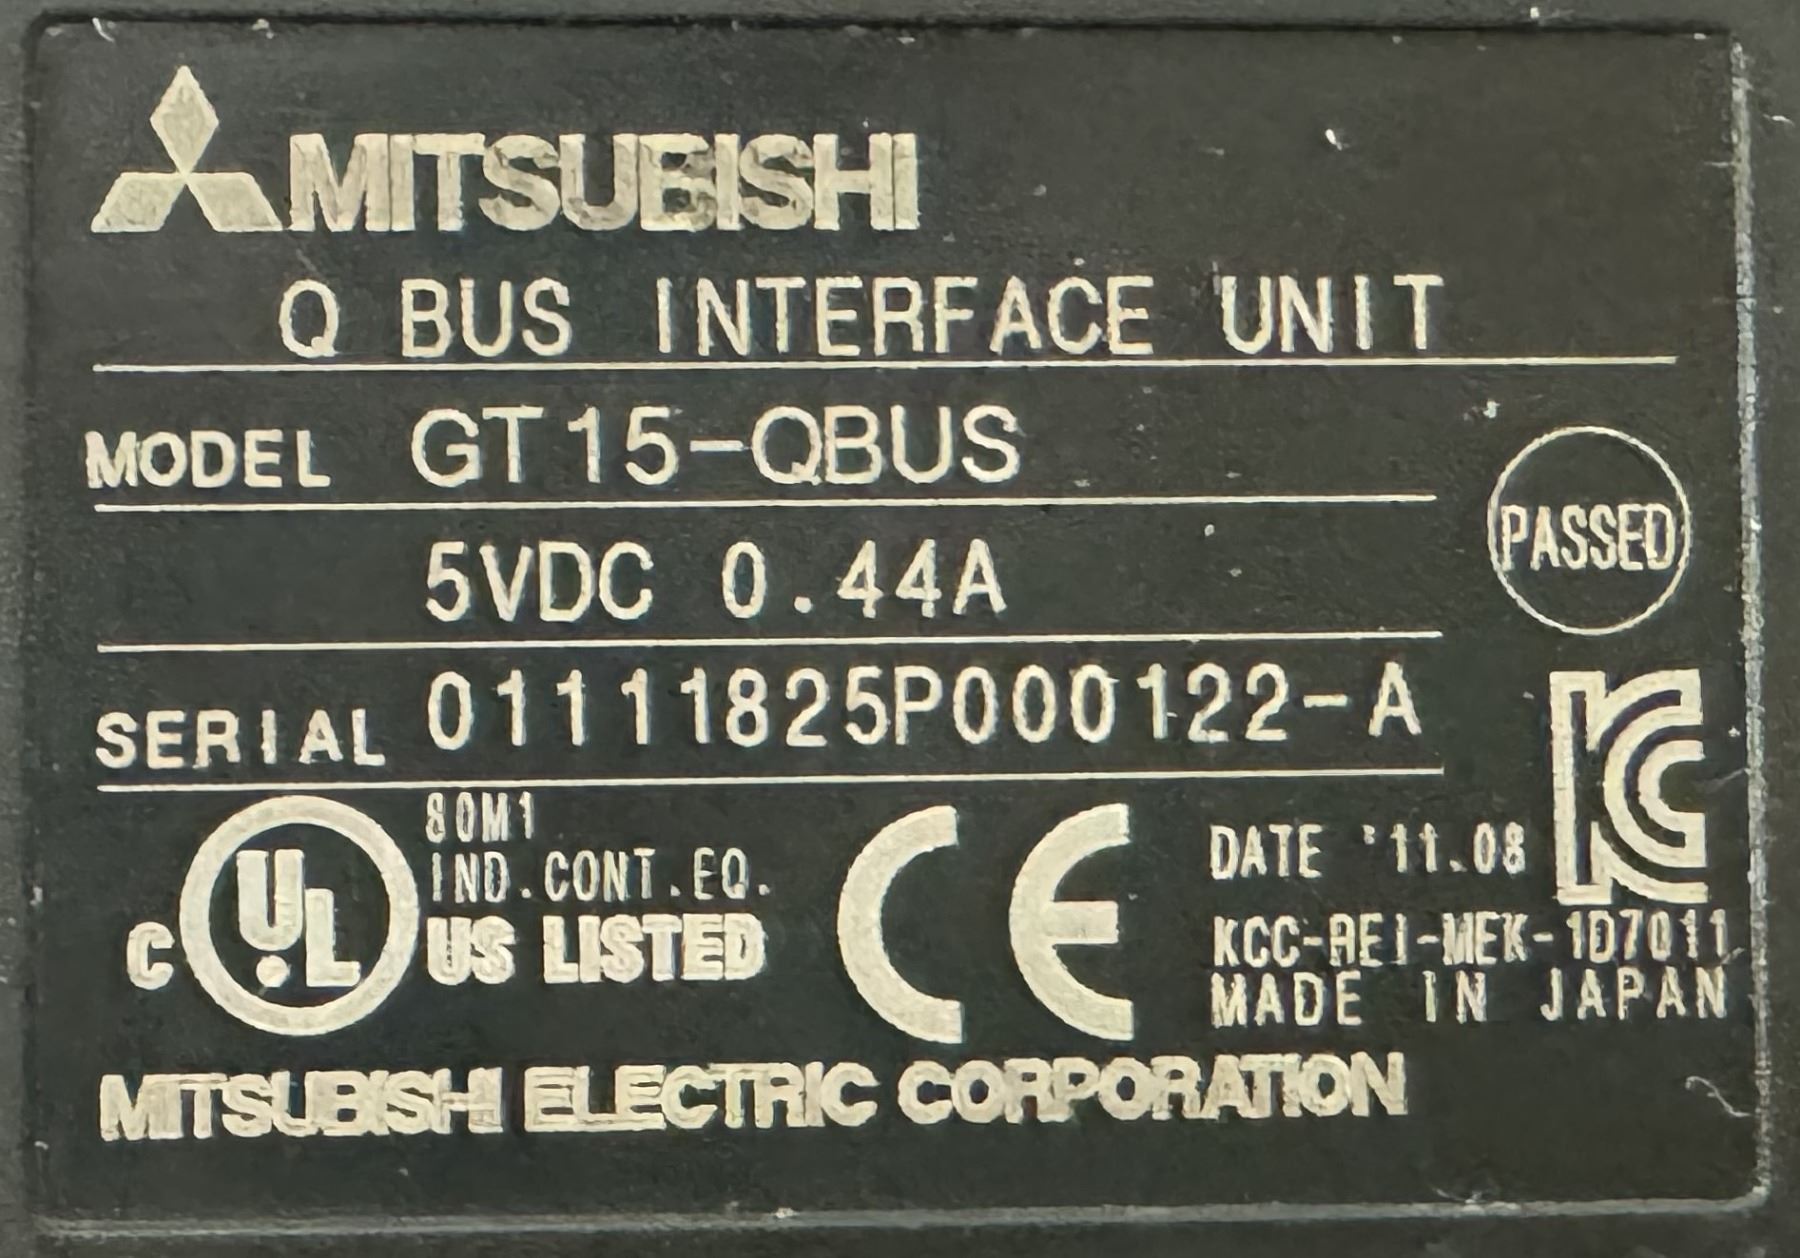 MITSUBISHI
Q BUS INTERFACE UNIT
MODEL GT15-QBUS
PASSED
5VDC 0.44A
SERIAL 01111825P000122-A
80M1
IND.CONT.EQ.
C UL US LISTED
CE
DATE '11.08
KCC-REI-MEK-1D7011
MADE IN JAPAN
MITSUBISHI ELECTRIC CORPORATION